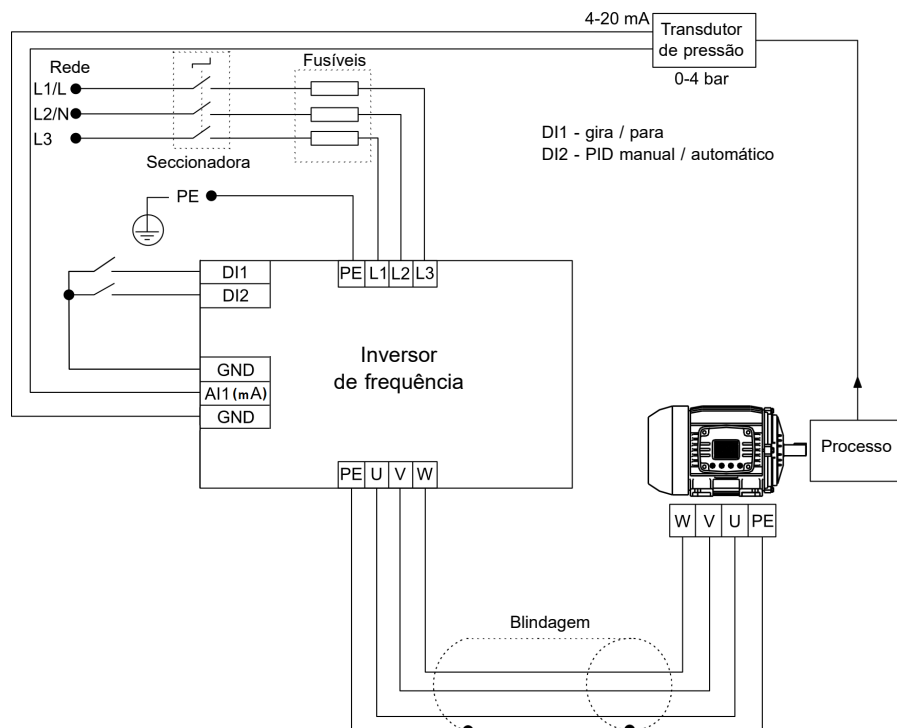 4-20 mA
Transdutor
de pressão
0-4 bar
Rede
Fusíveis
L1/L
L2/N
L3
Seccionadora
DI1 - gira / para
DI2 - PID manual / automático
PE
PE L1 L2 L3
DI1
DI2
Inversor
de frequência
GND
AI1 (mA)
GND
PE U V W
Processo
W V U PE
Blindagem